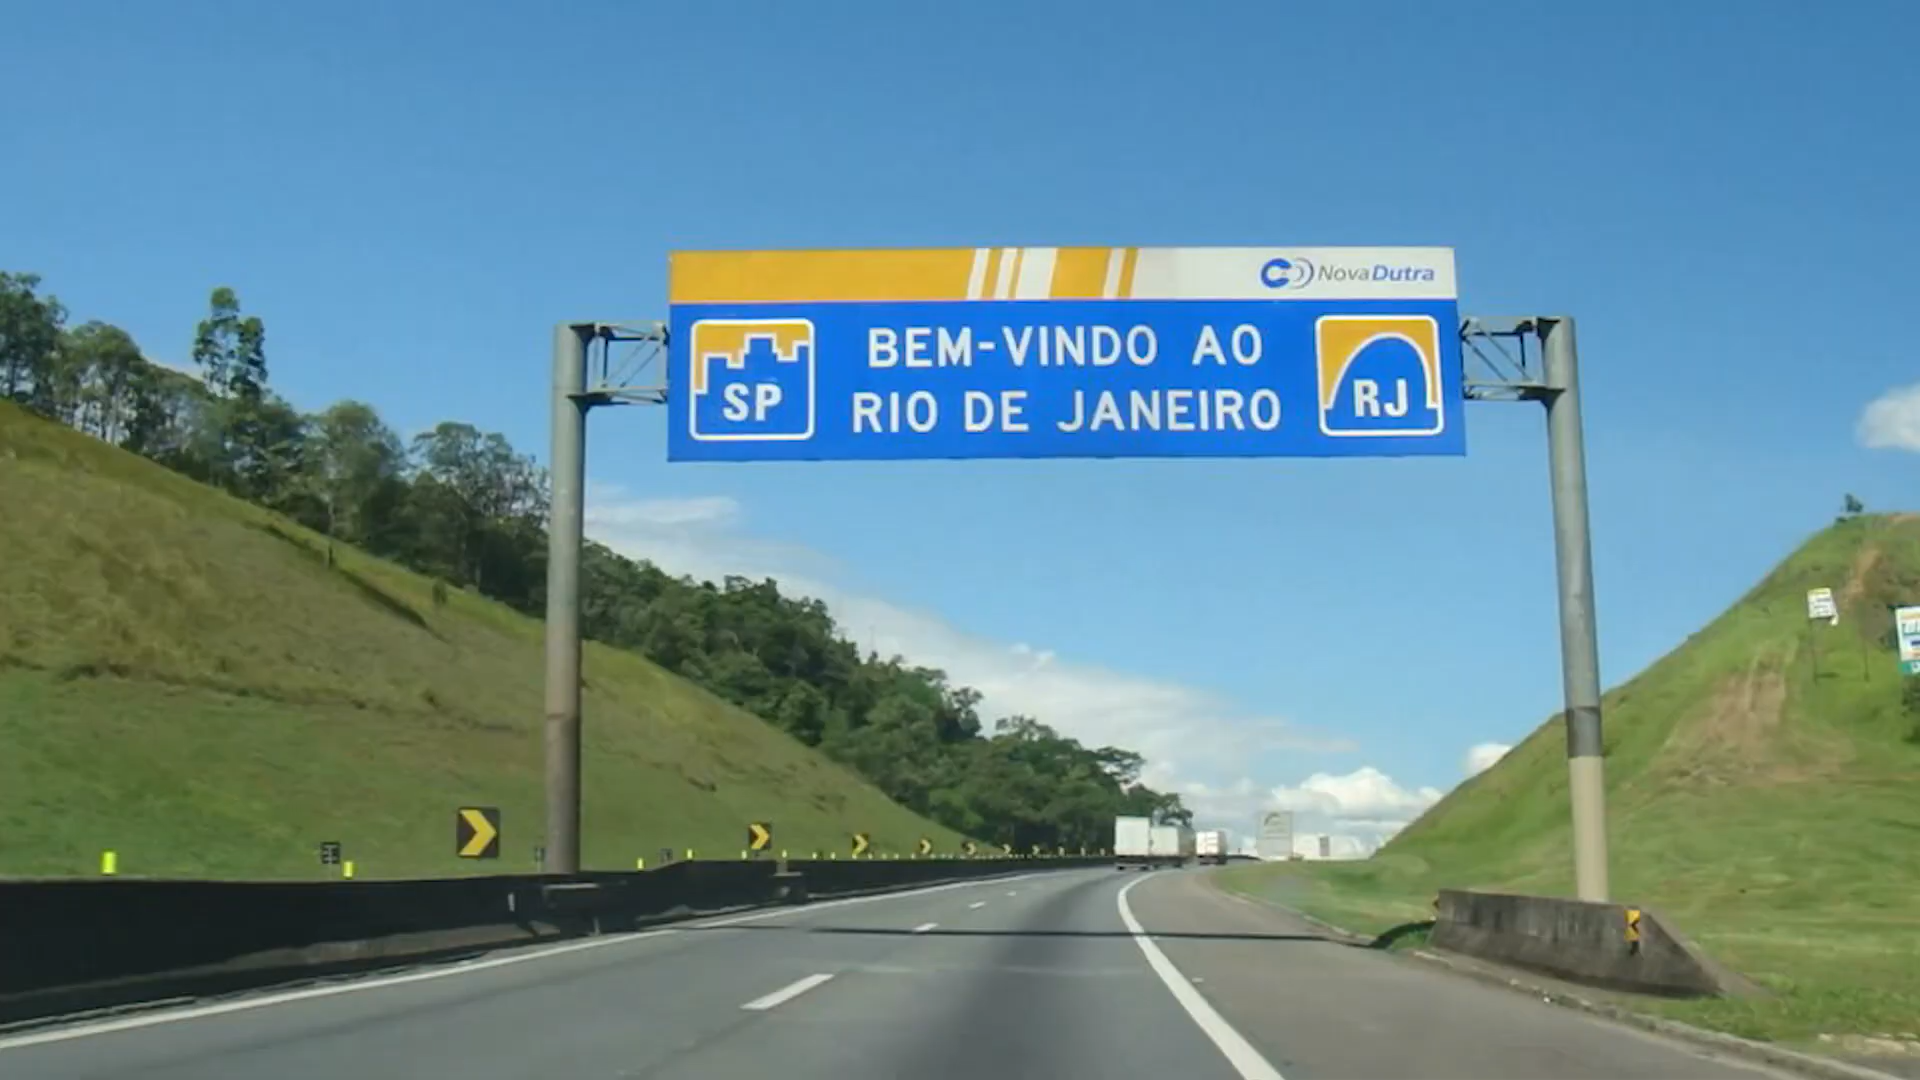 NovaDutra
SP
BEM-VINDO AO
RIO DE JANEIRO
RJ